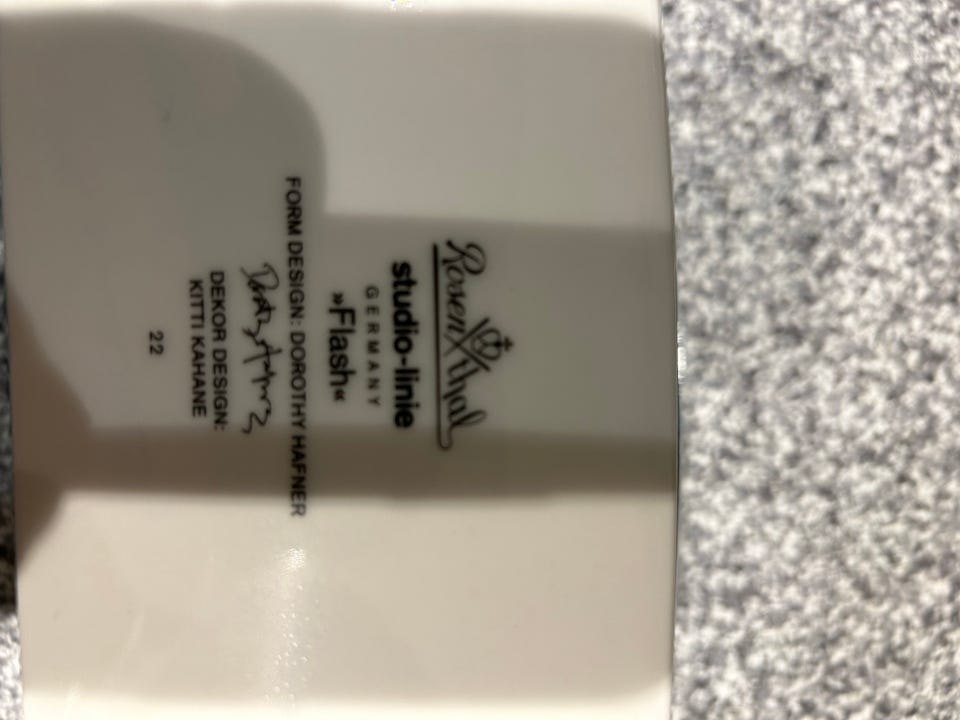 Rosenthal
studio-linie
GERMANY
»Flash«
FORM DESIGN: DOROTHY HAFNER
DEKOR DESIGN:
KITTI KAHANE
22